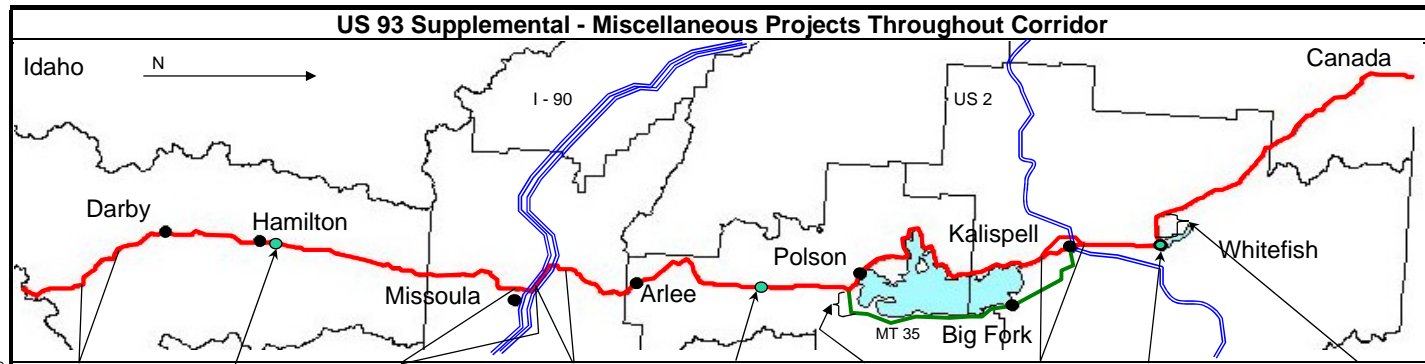 US 93 Supplemental - Miscellaneous Projects Throughout Corridor
Idaho
N
Canada
I - 90
US 2
Darby
Hamilton
Kalispell
Polson
Whitefish
Missoula
Arlee
MT 35
Big Fork